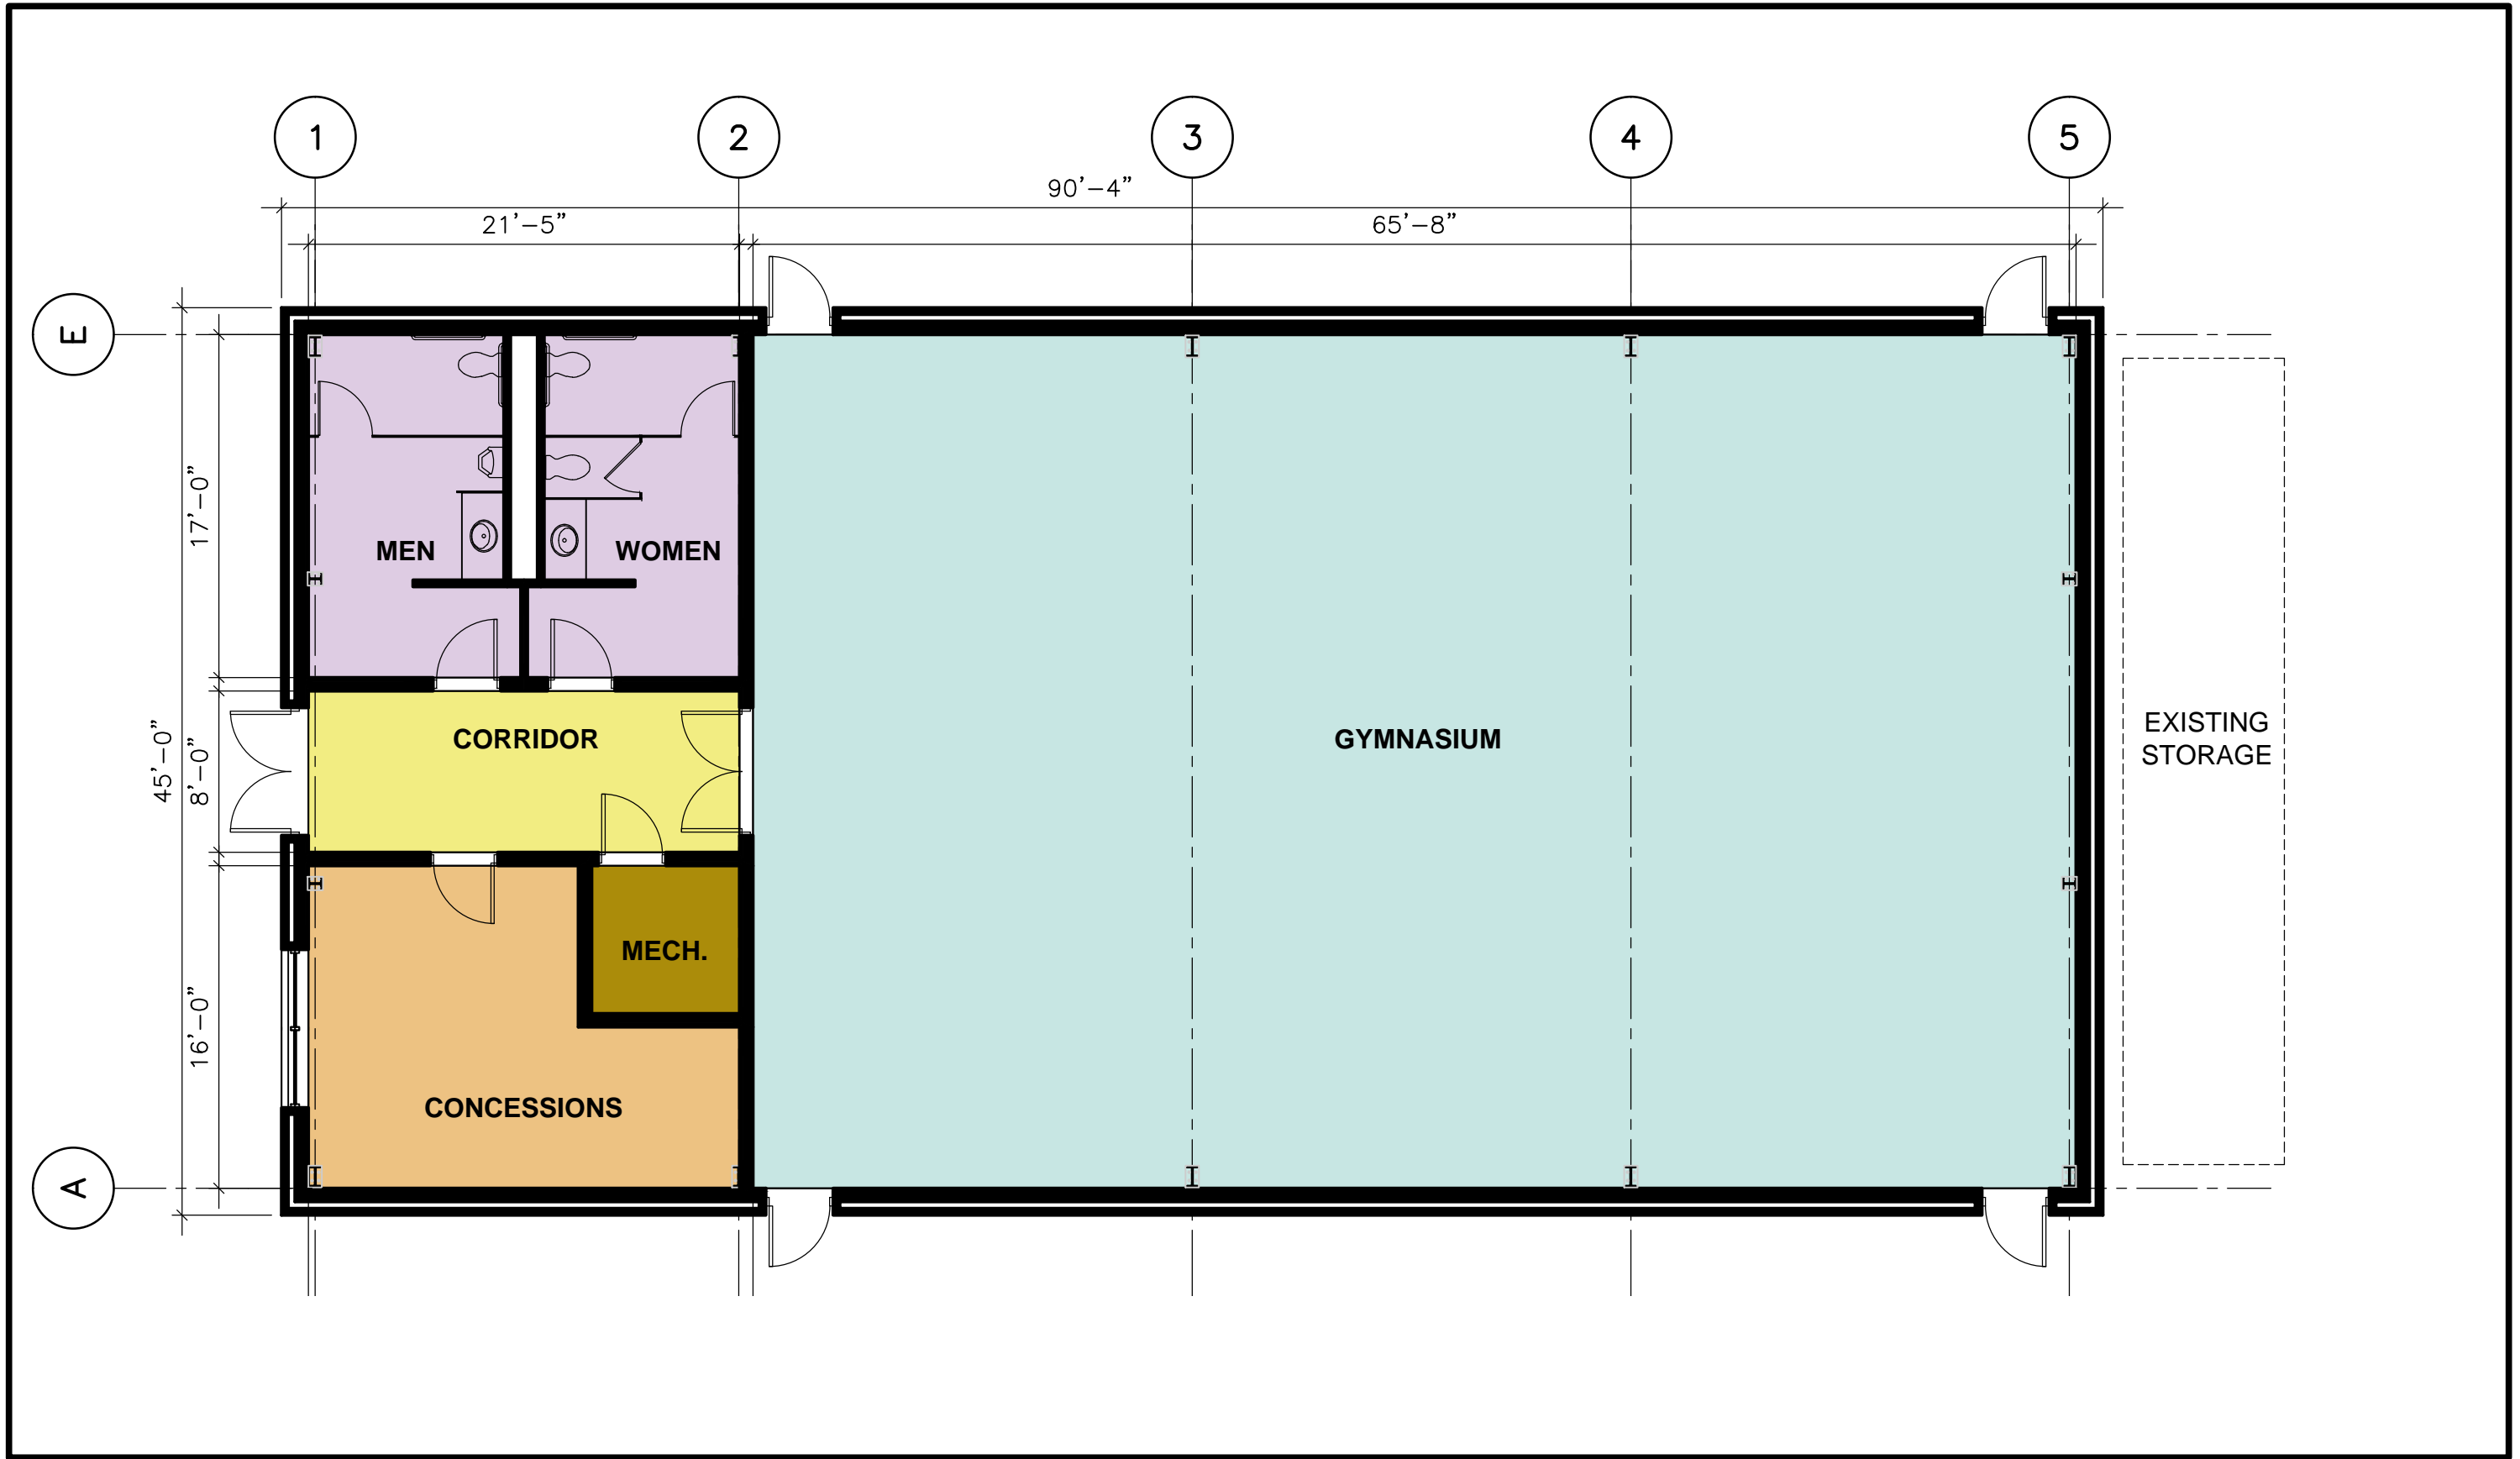 1
2
3
4
5
90'-4"
21'-5"
65'-8"
E
17'-0"
MEN
WOMEN
45'-0"
8'-0"
CORRIDOR
GYMNASIUM
EXISTING
STORAGE
MECH.
16'-0"
CONCESSIONS
A